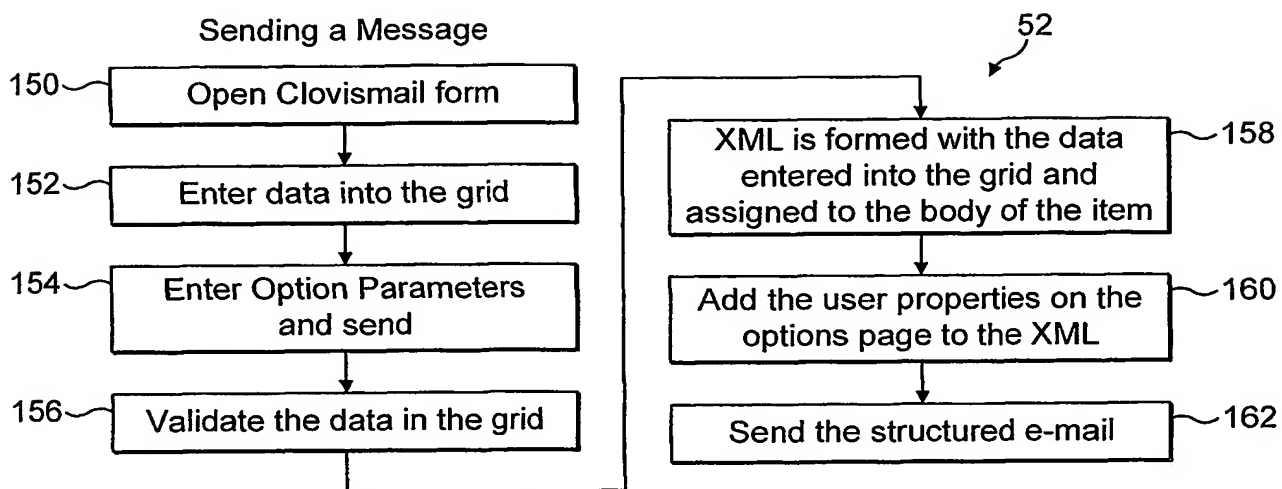 Sending a Message
150
Open Clovismail form
152
Enter data into the grid
154
Enter Option Parameters
and send
156
Validate the data in the grid
52
XML is formed with the data
entered into the grid and
assigned to the body of the item
158
Add the user properties on the
options page to the XML
160
Send the structured e-mail
162